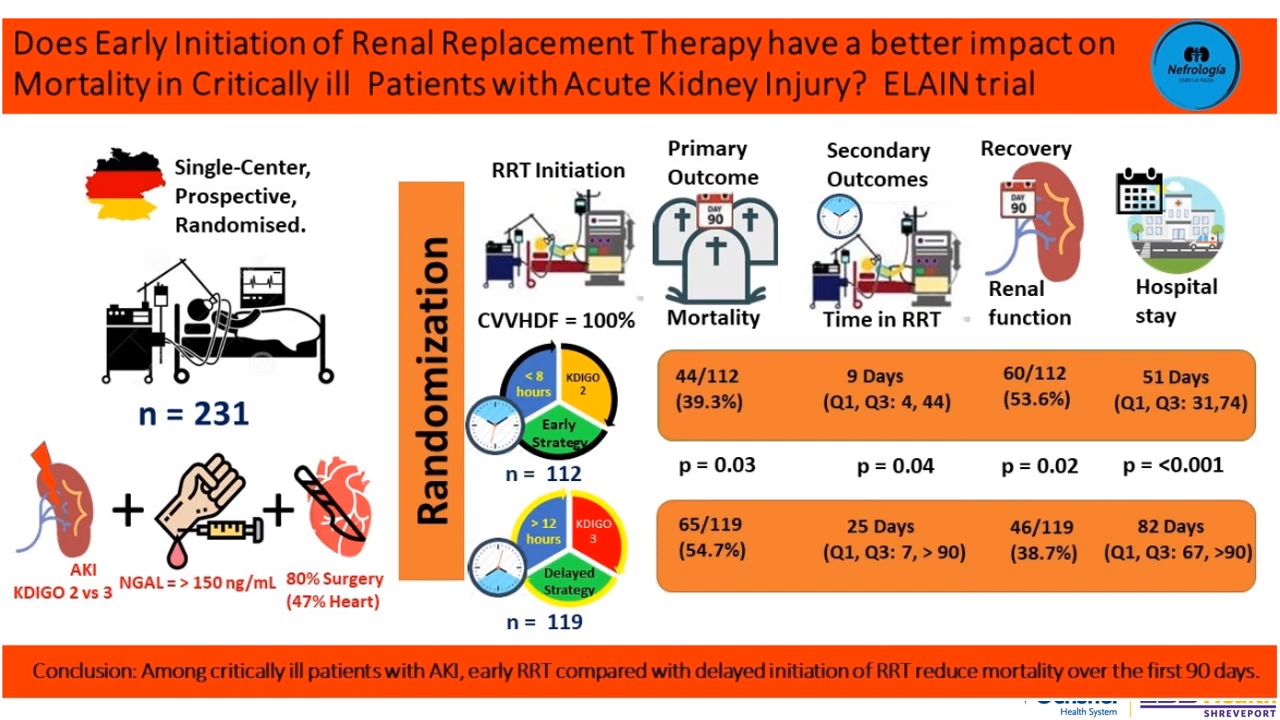 Does Early Initiation of Renal Replacement Therapy have a better impact on
Mortality in Critically ill Patients with Acute Kidney Injury? ELAIN trial
Nefrología
Single-Center,
Prospective,
Randomised.
n = 231
AKI
KDIGO 2 vs 3
+
NGAL = > 150 ng/mL
+
80% Surgery
(47% Heart)
Randomization
RRT Initiation
CVVHDF = 100%
< 8
hours
KDIGO
2
Early
Strategy
n = 112
> 12
hours
KDIGO
3
Delayed
Strategy
n = 119
Primary
Outcome
DAY
90
Mortality
Secondary
Outcomes
Time in RRT
Recovery
DAY
90
Renal
function
Hospital
stay
44/112
(39.3%)
9 Days
(Q1, Q3: 4, 44)
60/112
(53.6%)
51 Days
(Q1, Q3: 31,74)
p = 0.03
p = 0.04
p = 0.02
p = <0.001
65/119
(54.7%)
25 Days
(Q1, Q3: 7, > 90)
46/119
(38.7%)
82 Days
(Q1, Q3: 67, >90)
Conclusion: Among critically ill patients with AKI, early RRT compared with delayed initiation of RRT reduce mortality over the first 90 days.
Health System
SHREVEPORT